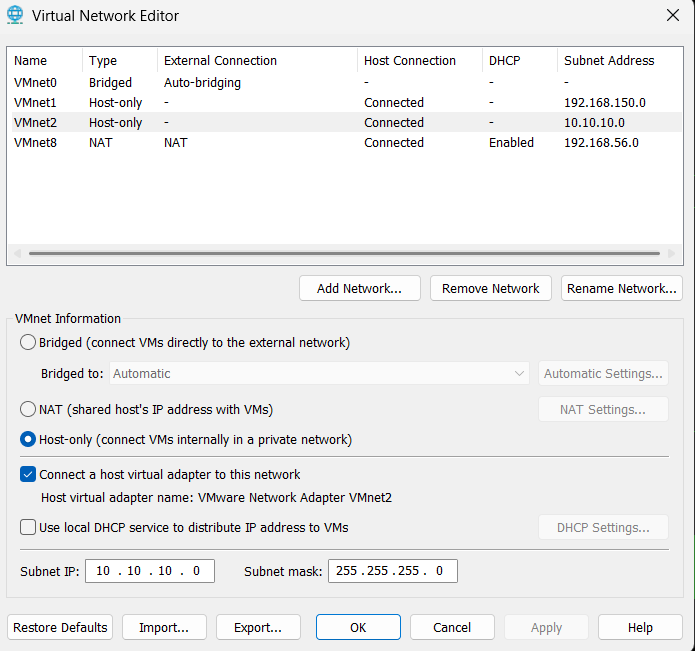 Virtual Network Editor
Name Type External Connection Host Connection DHCP Subnet Address
VMnet0 Bridged Auto-bridging - - -
VMnet1 Host-only - Connected - 192.168.150.0
VMnet2 Host-only - Connected - 10.10.10.0
VMnet8 NAT NAT Connected Enabled 192.168.56.0
Add Network... Remove Network Rename Network...
VMnet Information
Bridged (connect VMs directly to the external network)
Bridged to: Automatic Automatic Settings...
NAT (shared host's IP address with VMs) NAT Settings...
Host-only (connect VMs internally in a private network)
Connect a host virtual adapter to this network
Host virtual adapter name: VMware Network Adapter VMnet2
Use local DHCP service to distribute IP address to VMs DHCP Settings...
Subnet IP: 10 . 10 . 10 . 0 Subnet mask: 255 . 255 . 255 . 0
Restore Defaults Import... Export... OK Cancel Apply Help